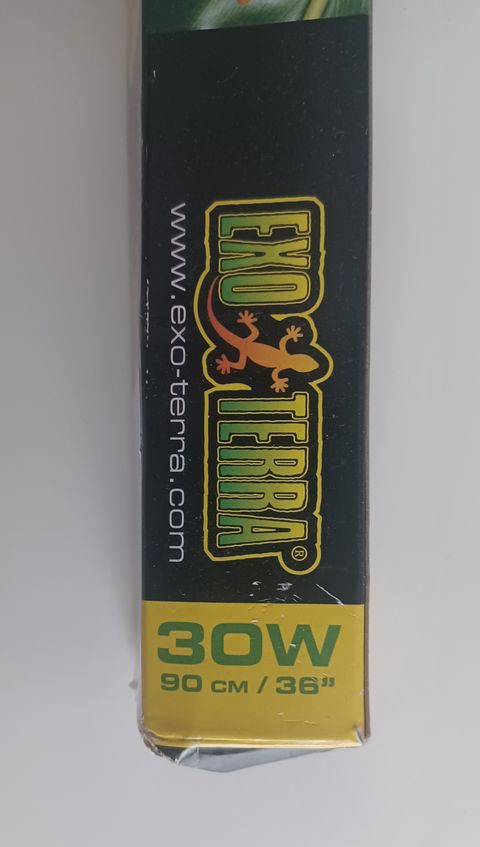 EXO TERRA®
www.exo-terra.com
30W
90 CM / 36”